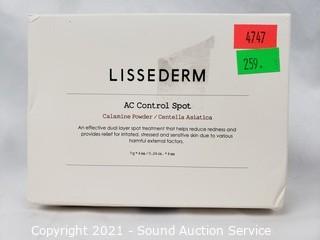 4747
259.
LISSEDERM
AC Control Spot
Calamine Powder / Centella Asiatica
An effective dual layer spot treatment that helps reduce redness and
provides relief for irritated, stressed and sensitive skin due to various
harmful external factors.
Copyright 2021 - Sound Auction Service